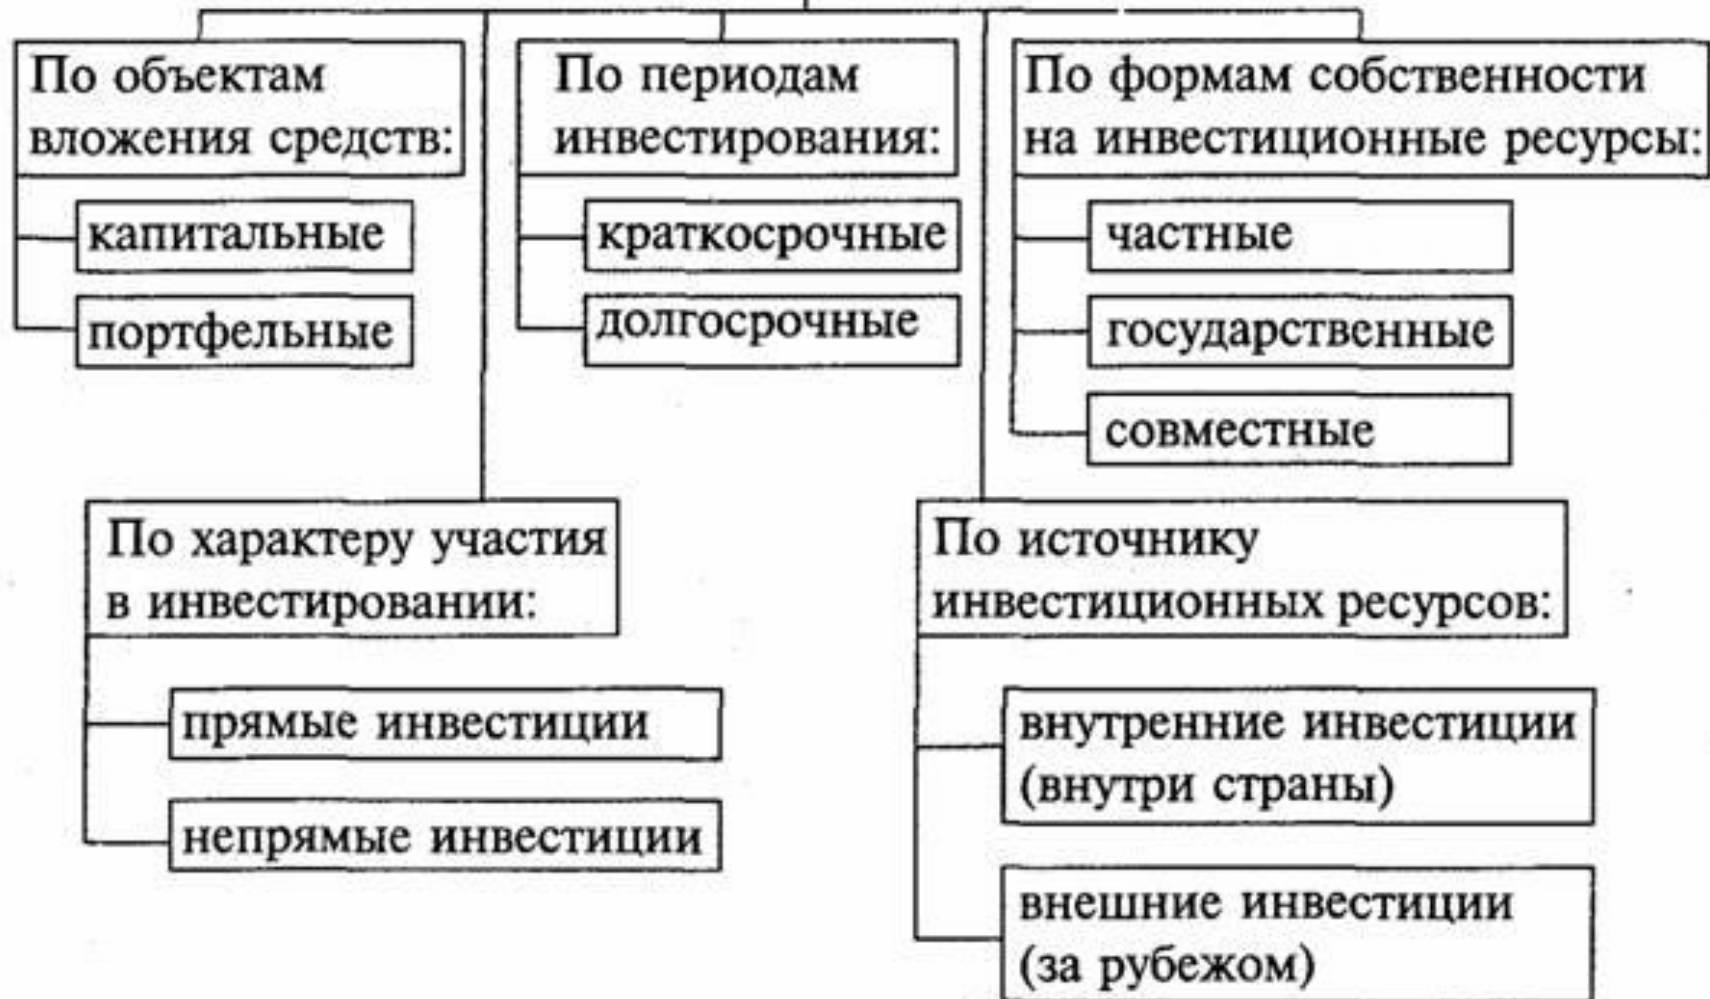 По объектам
вложения средств:
капитальные
портфельные
По периодам
инвестирования:
краткосрочные
долгосрочные
По формам собственности
на инвестиционные ресурсы:
частные
государственные
совместные
По характеру участия
в инвестировании:
прямые инвестиции
непрямые инвестиции
По источнику
инвестиционных ресурсов:
внутренние инвестиции
(внутри страны)
внешние инвестиции
(за рубежом)